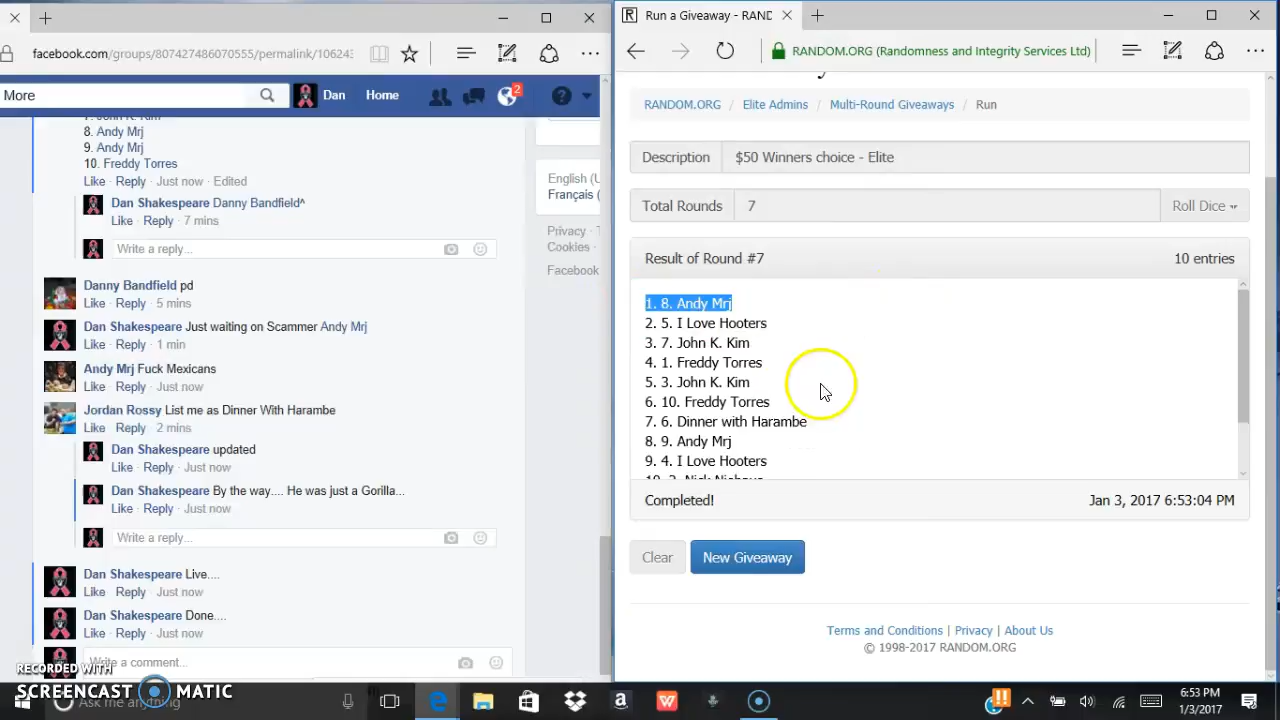 facebook.com/groups/807427486070555/permalink/106243
More
Dan
Home
2
8. Andy Mrj
9. Andy Mrj
10. Freddy Torres
Like · Reply · Just now · Edited
Dan Shakespeare Danny Bandfield^
Like · Reply · 7 mins
Write a reply...
Danny Bandfield pd
Like · Reply · 5 mins
Dan Shakespeare Just waiting on Scammer Andy Mrj
Like · Reply · 1 min
Andy Mrj Fuck Mexicans
Like · Reply · Just now
Jordan Rossy List me as Dinner With Harambe
Like · Reply · 2 mins
Dan Shakespeare updated
Like · Reply · Just now
Dan Shakespeare By the way.... He was just a Gorilla...
Like · Reply · Just now
Write a reply...
Dan Shakespeare Live....
Like · Reply · Just now
Dan Shakespeare Done....
Like · Reply · Just now
Write a comment...
English (U
Français (
Privacy
Cookies ·
Facebook
Run a Giveaway - RAND
RANDOM.ORG (Randomness and Integrity Services Ltd)
RANDOM.ORG / Elite Admins / Multi-Round Giveaways / Run
Description $50 Winners choice - Elite
Total Rounds 7 Roll Dice
Result of Round #7 10 entries
1. 8. Andy Mrj
2. 5. I Love Hooters
3. 7. John K. Kim
4. 1. Freddy Torres
5. 3. John K. Kim
6. 10. Freddy Torres
7. 6. Dinner with Harambe
8. 9. Andy Mrj
9. 4. I Love Hooters
Completed! Jan 3, 2017 6:53:04 PM
Clear New Giveaway
Terms and Conditions | Privacy | About Us
© 1998-2017 RANDOM.ORG
RECORDED WITH
SCREENCAST MATIC
Ask me anything
6:53 PM
1/3/2017